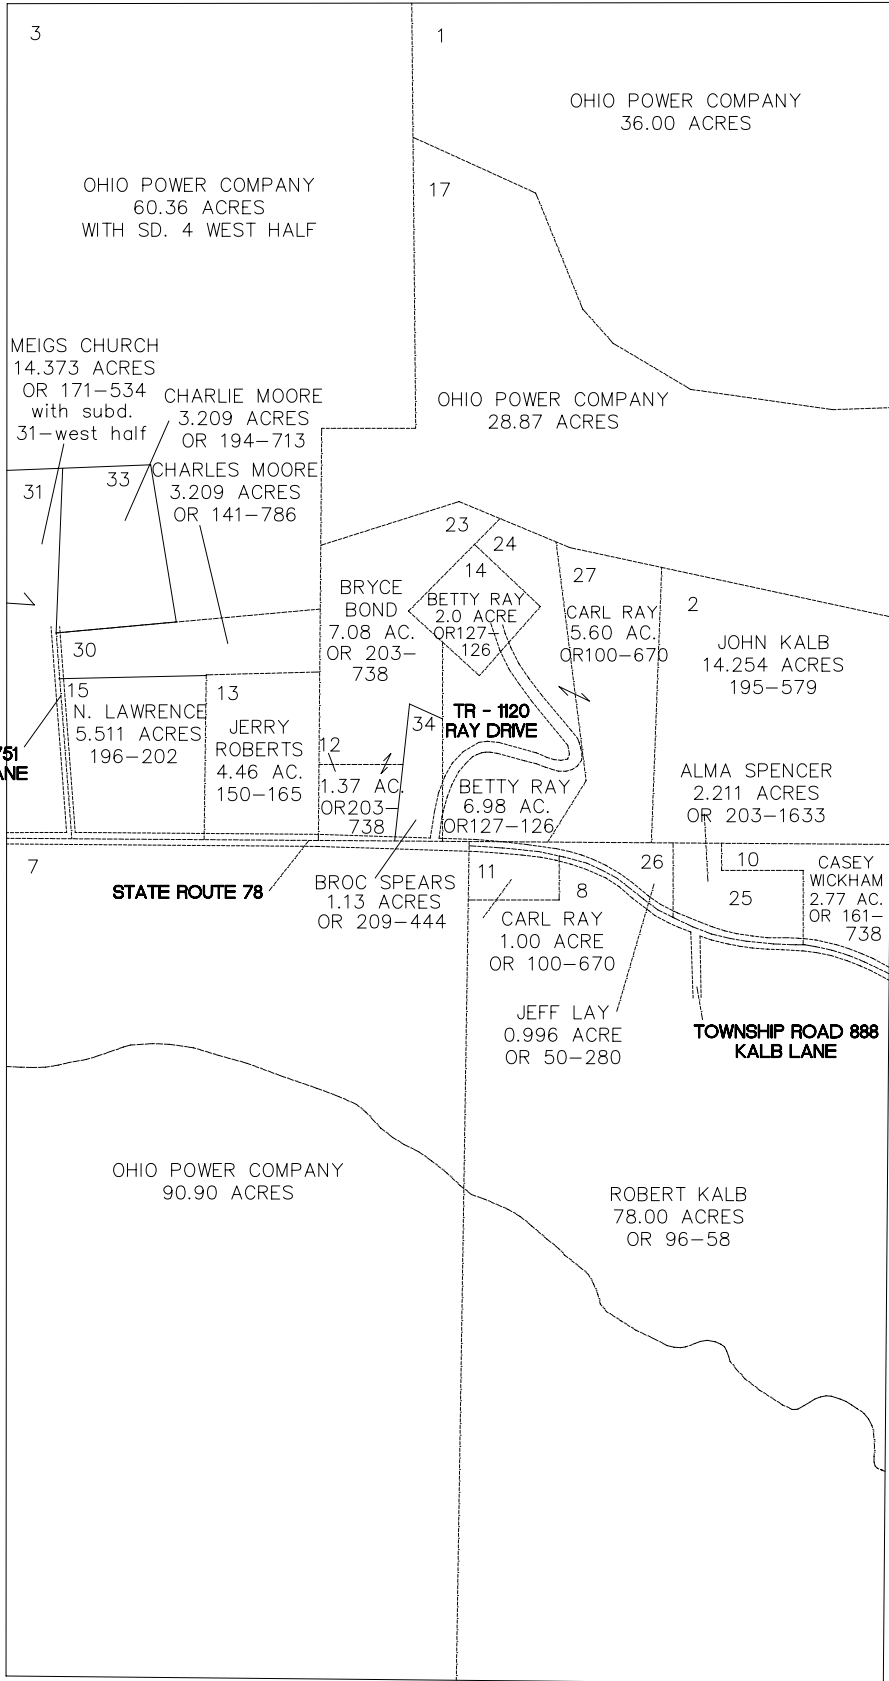 3
1
OHIO POWER COMPANY
36.00 ACRES
OHIO POWER COMPANY
60.36 ACRES
WITH SD. 4 WEST HALF
17
MEIGS CHURCH
14.373 ACRES
OR 171-534
with subd.
31-west half
CHARLIE MOORE
3.209 ACRES
OR 194-713
OHIO POWER COMPANY
28.87 ACRES
31
33
CHARLES MOORE
3.209 ACRES
OR 141-786
23
24
14
27
2
BRYCE
BOND
7.08 AC.
OR 203-
738
BETTY RAY
2.0 ACRE
OR127-
126
CARL RAY
5.60 AC.
OR100-670
JOHN KALB
14.254 ACRES
195-579
30
15
N. LAWRENCE
5.511 ACRES
196-202
13
JERRY
ROBERTS
4.46 AC.
150-165
12
1.37 AC.
OR203-
738
34
TR - 1120
RAY DRIVE
751
ANE
BETTY RAY
6.98 AC.
OR127-126
ALMA SPENCER
2.211 ACRES
OR 203-1633
7
STATE ROUTE 78
BROC SPEARS
1.13 ACRES
OR 209-444
11
8
26
10
25
CASEY
WICKHAM
2.77 AC.
OR 161-
738
CARL RAY
1.00 ACRE
OR 100-670
JEFF LAY
0.996 ACRE
OR 50-280
TOWNSHIP ROAD 888
KALB LANE
OHIO POWER COMPANY
90.90 ACRES
ROBERT KALB
78.00 ACRES
OR 96-58